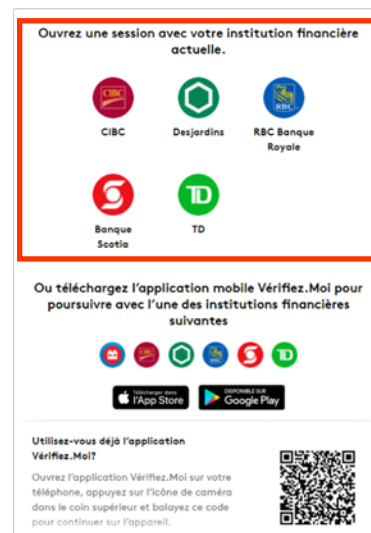 Ouvrez une session avec votre institution financière
actuelle.
CIBC
RBC
CIBC
Desjardins
RBC Banque
Royale
TD
Banque
Scotia
TD
Ou téléchargez l'application mobile Vérifiez.Moi pour
poursuivre avec l'une des institutions financières
suivantes
Télécharger dans
l'App Store
DISPONIBLE SUR
Google Play
Utilisez-vous déjà l'application
Vérifiez.Moi?
Ouvrez l'application Vérifiez.Moi sur votre
téléphone, appuyez sur l'icône de caméra
dans le coin supérieur et balayez ce code
pour continuer sur l'appareil.